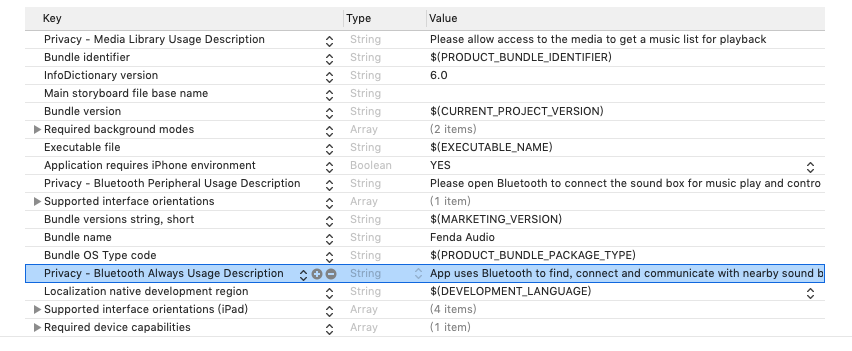 Key Type Value
Privacy - Media Library Usage Description String Please allow access to the media to get a music list for playback
Bundle identifier String $(PRODUCT_BUNDLE_IDENTIFIER)
InfoDictionary version String 6.0
Main storyboard file base name String
Bundle version String $(CURRENT_PROJECT_VERSION)
Required background modes Array (2 items)
Executable file String $(EXECUTABLE_NAME)
Application requires iPhone environment Boolean YES
Privacy - Bluetooth Peripheral Usage Description String Please open Bluetooth to connect the sound box for music play and contro
Supported interface orientations Array (1 item)
Bundle versions string, short String $(MARKETING_VERSION)
Bundle name String Fenda Audio
Bundle OS Type code String $(PRODUCT_BUNDLE_PACKAGE_TYPE)
Privacy - Bluetooth Always Usage Description String App uses Bluetooth to find, connect and communicate with nearby sound b
Localization native development region String $(DEVELOPMENT_LANGUAGE)
Supported interface orientations (iPad) Array (4 items)
Required device capabilities Array (1 item)